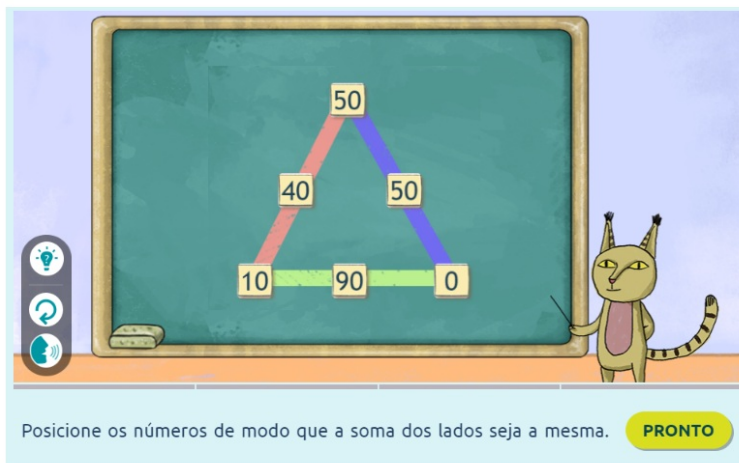 50
40 50
10 90 0
Posicione os números de modo que a soma dos lados seja a mesma.
PRONTO